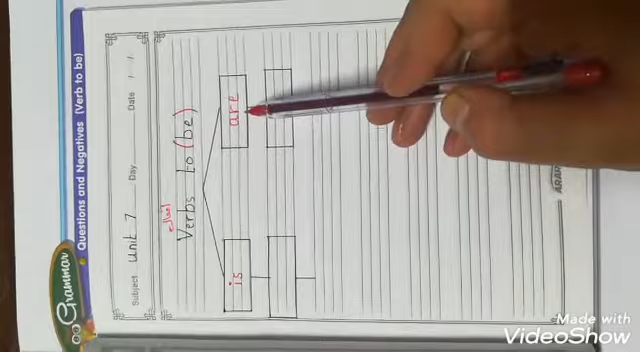 Grammar
Questions and Negatives (Verb to be)
Subject Unit 7 Day Date / /
افعال
Verbs to (be)
is are
Made with
VideoShow